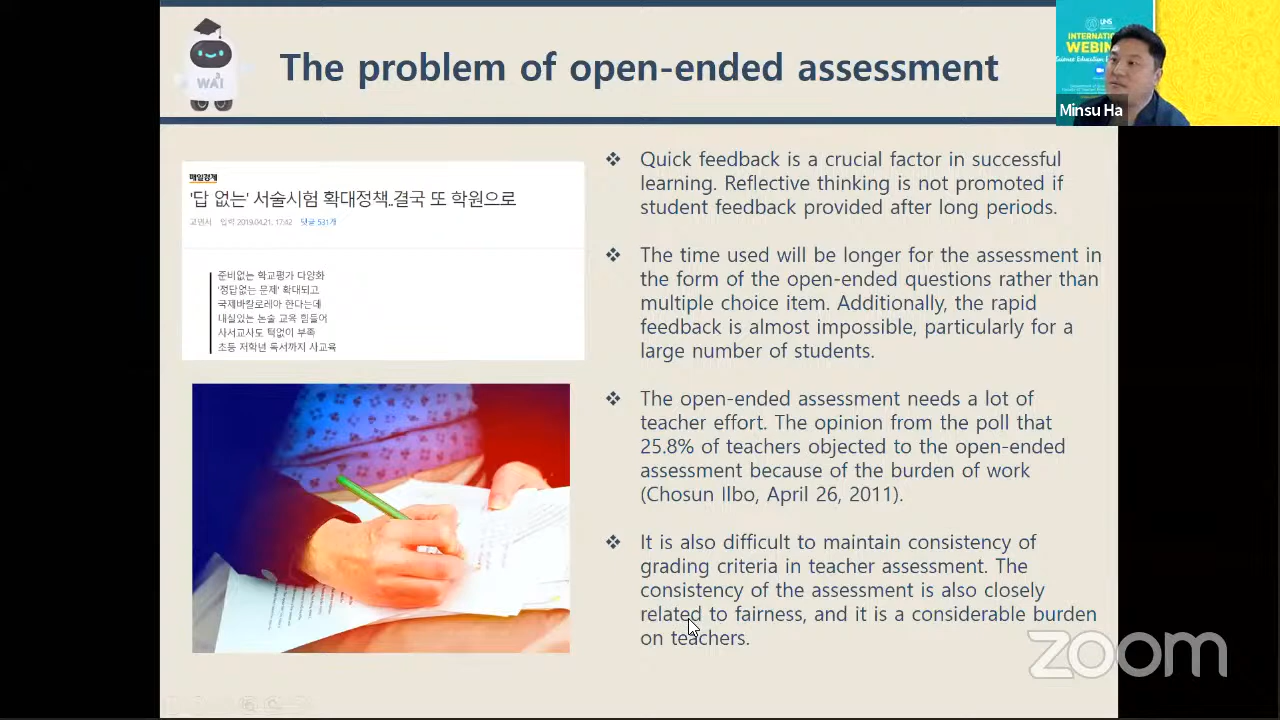 The problem of open-ended assessment
WAI
UNS
INTERNATI
WEBIN
Science Education
Minsu Ha
매일경제
'답 없는' 서술시험 확대정책..결국 또 학원으로
고민서 입력 2019.04.21. 17:42 댓글 531개
준비없는 학교평가 다양화
'정답없는 문제' 확대되고
국제바칼로레아 한다는데
내실있는 논술 교육 힘들어
사서교사도 턱없이 부족
초등 저학년 독서까지 사교육
❖ Quick feedback is a crucial factor in successful
learning. Reflective thinking is not promoted if
student feedback provided after long periods.
❖ The time used will be longer for the assessment in
the form of the open-ended questions rather than
multiple choice item. Additionally, the rapid
feedback is almost impossible, particularly for a
large number of students.
❖ The open-ended assessment needs a lot of
teacher effort. The opinion from the poll that
25.8% of teachers objected to the open-ended
assessment because of the burden of work
(Chosun Ilbo, April 26, 2011).
❖ It is also difficult to maintain consistency of
grading criteria in teacher assessment. The
consistency of the assessment is also closely
related to fairness, and it is a considerable burden
on teachers.
zoom